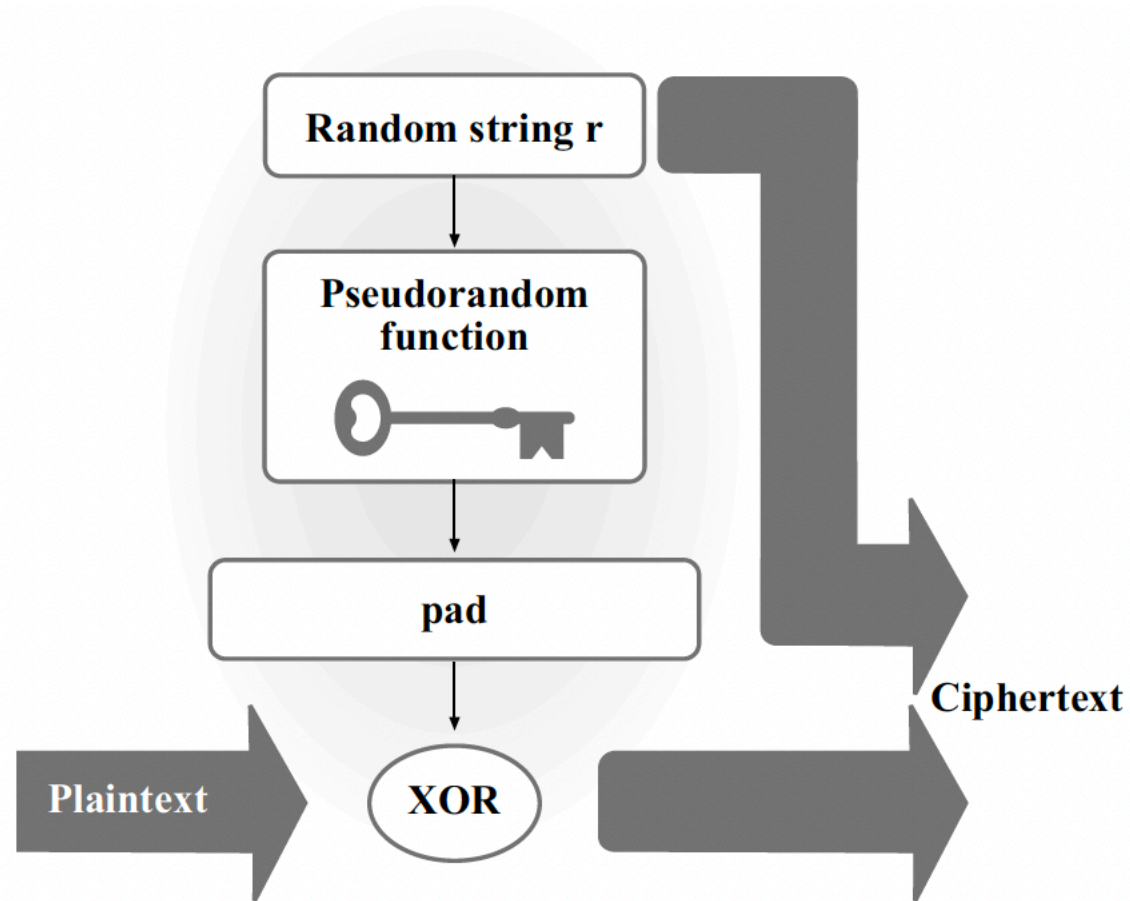 Random string r
Pseudorandom
function
pad
Ciphertext
Plaintext
XOR